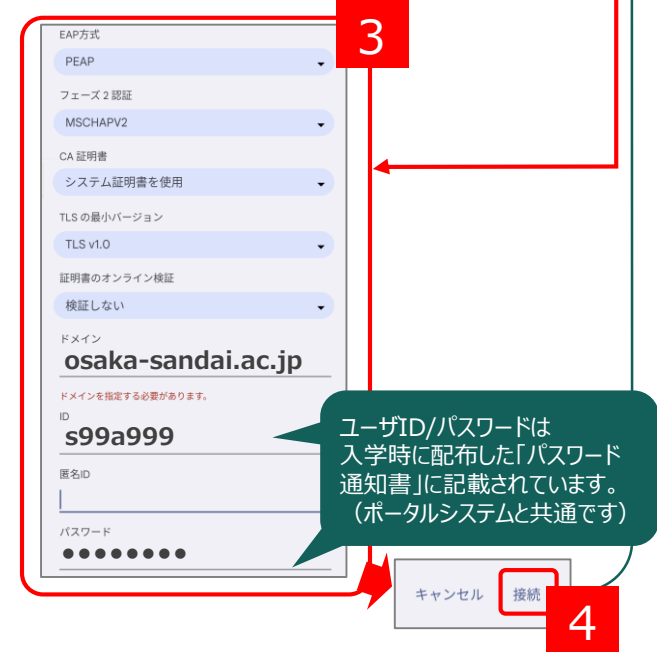 3
EAP方式
PEAP
フェーズ 2 認証
MSCHAPV2
CA 証明書
システム証明書を使用
TLS の最小バージョン
TLS v1.0
証明書のオンライン検証
検証しない
ドメイン
osaka-sandai.ac.jp
ドメインを指定する必要があります。
ID
s99a999
匿名ID
パスワード
●●●●●●●●
ユーザID/パスワードは
入学時に配布した「パスワード
通知書」に記載されています。
（ポータルシステムと共通です）
キャンセル 接続
4